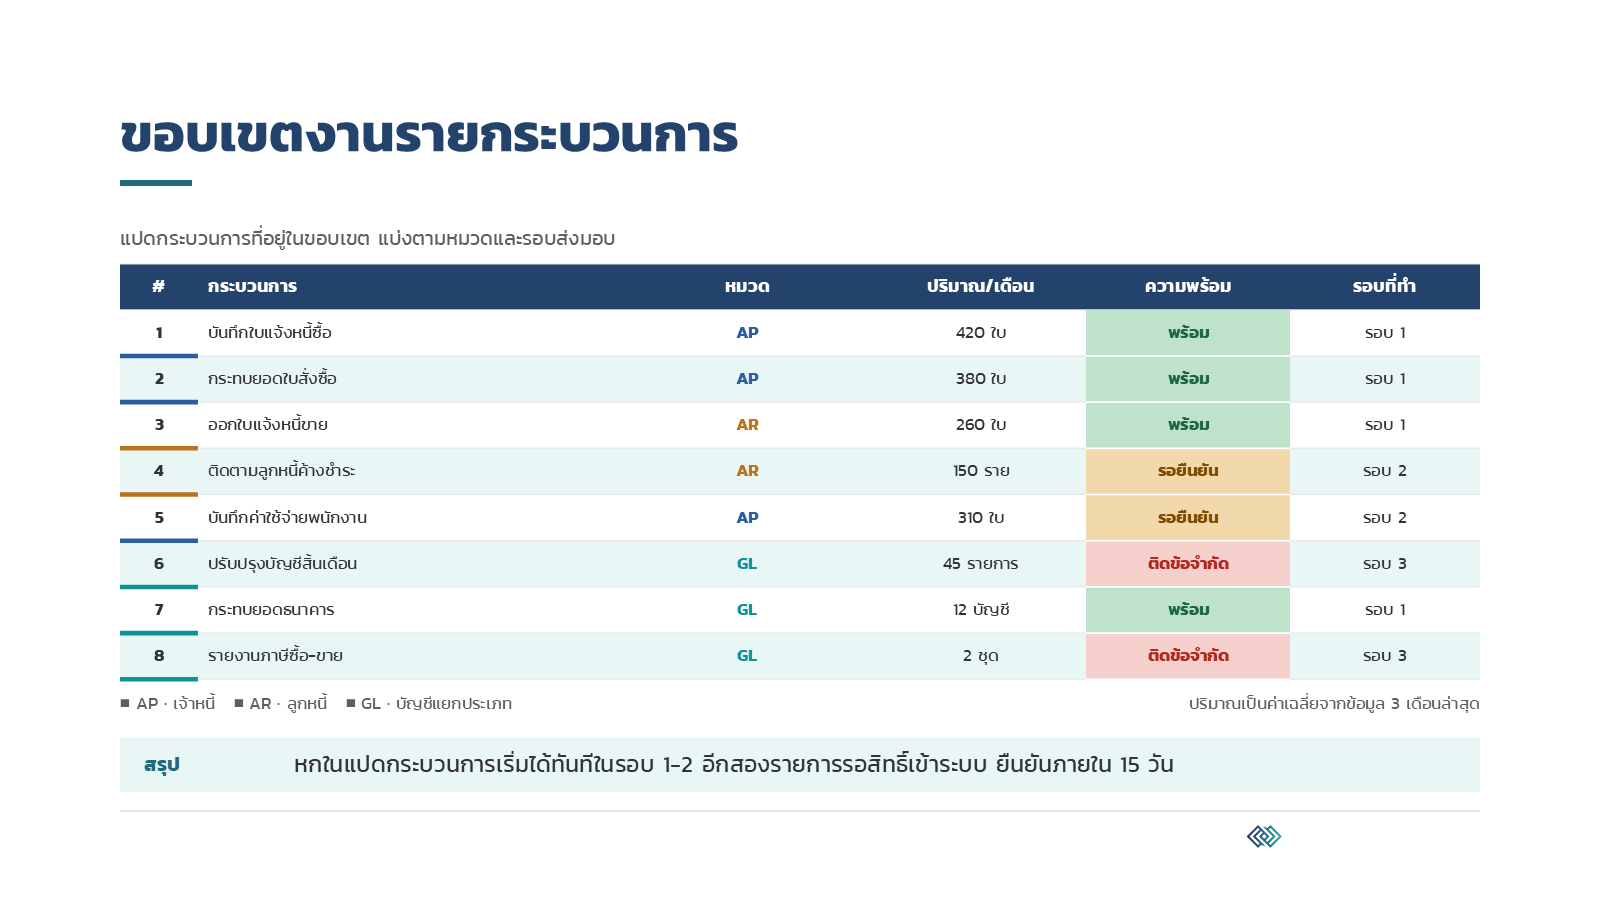 ขอบเขตงานรายกระบวนการ
แปดกระบวนการที่อยู่ในขอบเขต แบ่งตามหมวดและรอบส่งมอบ
# กระบวนการ หมวด ปริมาณ/เดือน ความพร้อม รอบที่ทำ
1 บันทึกใบแจ้งหนี้ซื้อ AP 420 ใบ พร้อม รอบ 1
2 กระทบยอดใบสั่งซื้อ AP 380 ใบ พร้อม รอบ 1
3 ออกใบแจ้งหนี้ขาย AR 260 ใบ พร้อม รอบ 1
4 ติดตามลูกหนี้ค้างชำระ AR 150 ราย รอยืนยัน รอบ 2
5 บันทึกค่าใช้จ่ายพนักงาน AP 310 ใบ รอยืนยัน รอบ 2
6 ปรับปรุงบัญชีสิ้นเดือน GL 45 รายการ ติดข้อจำกัด รอบ 3
7 กระทบยอดธนาคาร GL 12 บัญชี พร้อม รอบ 1
8 รายงานภาษีซื้อ-ขาย GL 2 ชุด ติดข้อจำกัด รอบ 3
■ AP · เจ้าหนี้ ■ AR · ลูกหนี้ ■ GL · บัญชีแยกประเภท ปริมาณเป็นค่าเฉลี่ยจากข้อมูล 3 เดือนล่าสุด
สรุป หกในแปดกระบวนการเริ่มได้ทันทีในรอบ 1-2 อีกสองรายการรอสิทธิ์เข้าระบบ ยืนยันภายใน 15 วัน